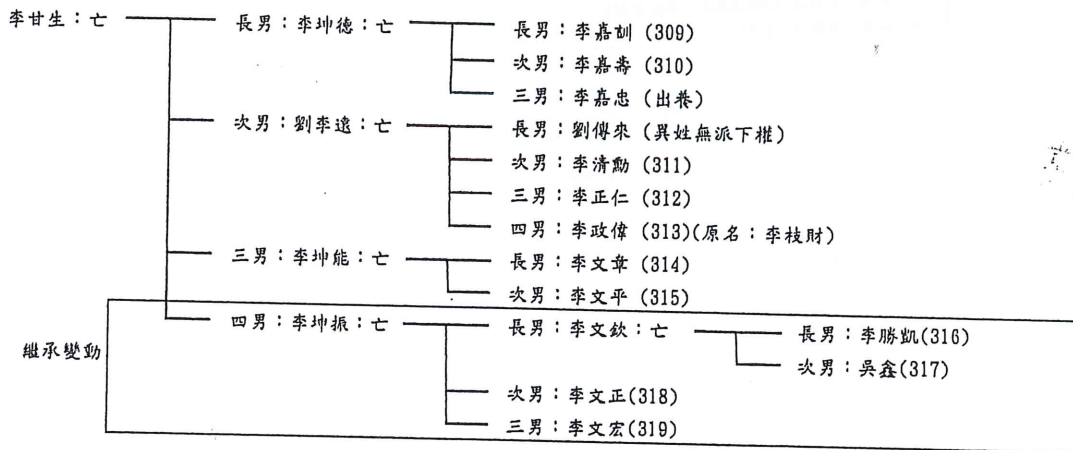 李甘生：亡 長男：李坤德：亡 長男：李嘉訓 (309)
次男：李嘉壽 (310)
三男：李嘉忠 (出養)
次男：劉李遠：亡 長男：劉傳來 (異姓無派下權)
次男：李清勳 (311)
三男：李正仁 (312)
四男：李政偉 (313)(原名：李枝財)
三男：李坤能：亡 長男：李文章 (314)
次男：李文平 (315)
四男：李坤振：亡 長男：李文欽：亡 長男：李勝凱(316)
繼承變動
次男：吳鑫(317)
次男：李文正(318)
三男：李文宏(319)